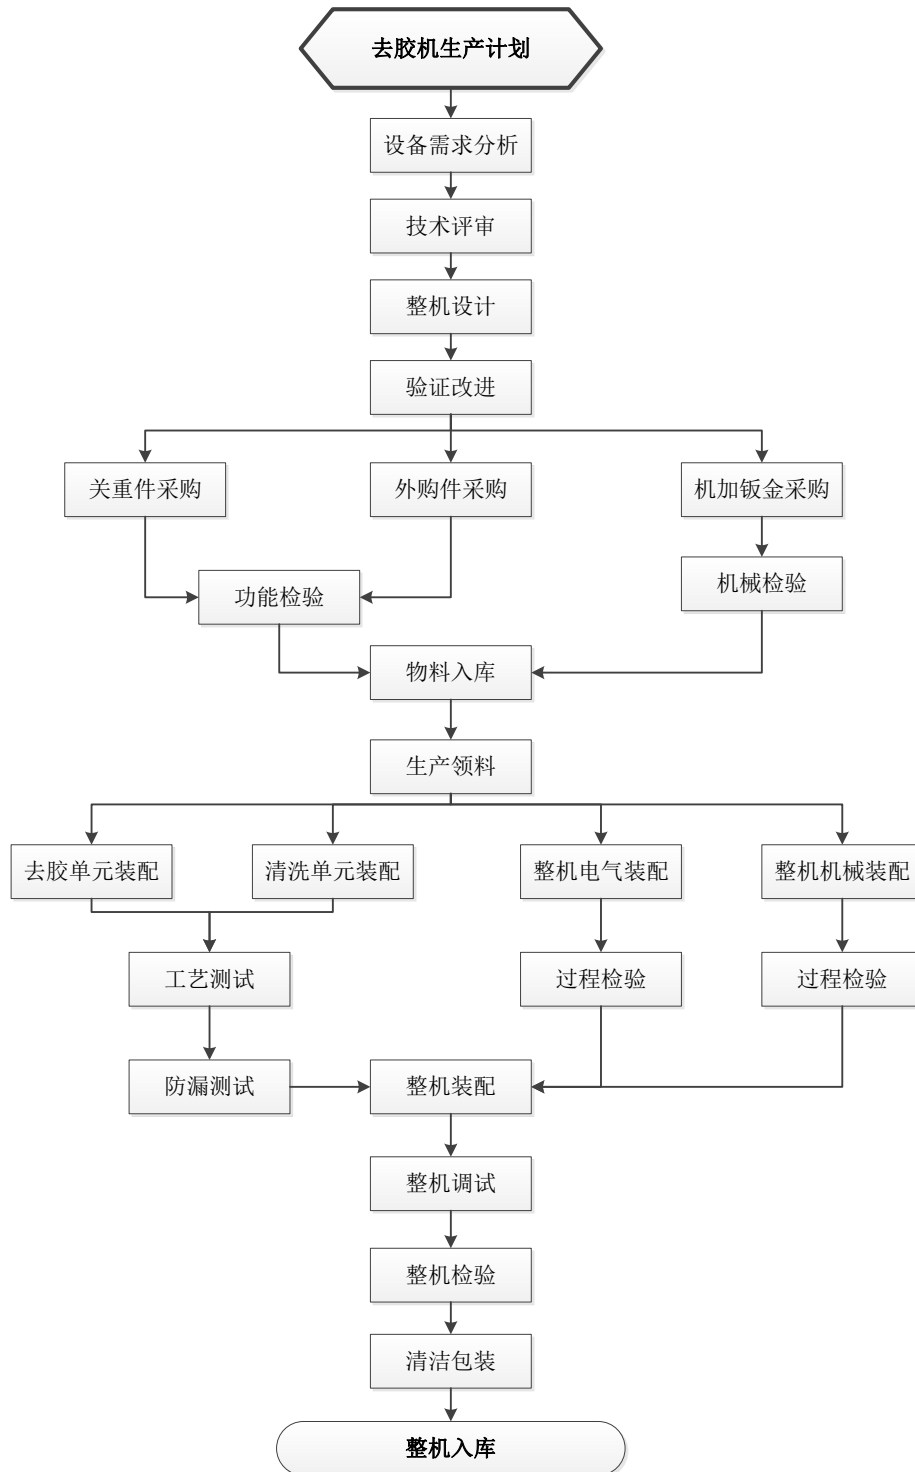 去胶机生产计划
设备需求分析
技术评审
整机设计
验证改进
关重件采购
外购件采购
机加钣金采购
功能检验
机械检验
物料入库
生产领料
去胶单元装配
清洗单元装配
整机电气装配
整机机械装配
工艺测试
过程检验
过程检验
防漏测试
整机装配
整机调试
整机检验
清洁包装
整机入库